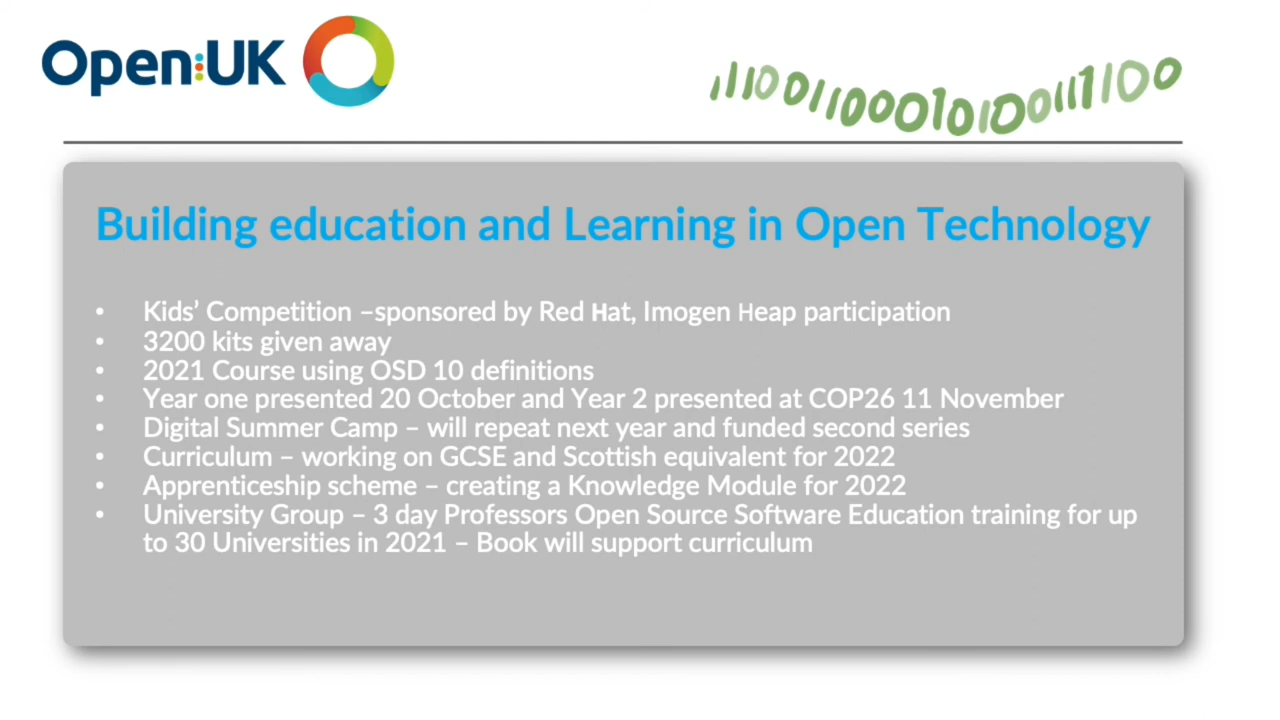 Open:UK
111100110001010100111100
Building education and Learning in Open Technology
• Kids’ Competition –sponsored by Red Hat, Imogen Heap participation
• 3200 kits given away
• 2021 Course using OSD 10 definitions
• Year one presented 20 October and Year 2 presented at COP26 11 November
• Digital Summer Camp – will repeat next year and funded second series
• Curriculum – working on GCSE and Scottish equivalent for 2022
• Apprenticeship scheme – creating a Knowledge Module for 2022
• University Group – 3 day Professors Open Source Software Education training for up
to 30 Universities in 2021 – Book will support curriculum